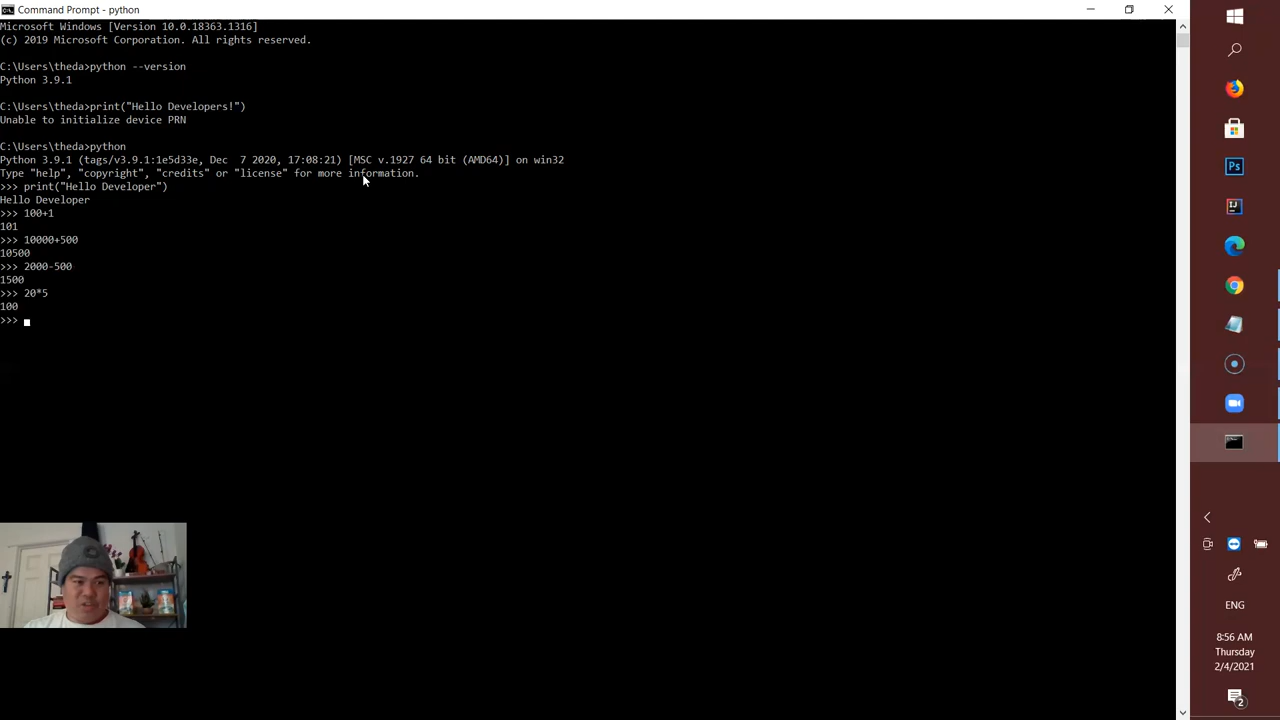 Command Prompt - python
Microsoft Windows [Version 10.0.18363.1316]
(c) 2019 Microsoft Corporation. All rights reserved.
C:\Users\theda>python --version
Python 3.9.1
C:\Users\theda>print("Hello Developers!")
Unable to initialize device PRN
C:\Users\theda>python
Python 3.9.1 (tags/v3.9.1:1e5d33e, Dec  7 2020, 17:08:21) [MSC v.1927 64 bit (AMD64)] on win32
Type "help", "copyright", "credits" or "license" for more information.
>>> print("Hello Developer")
Hello Developer
>>> 100+1
101
>>> 10000+500
10500
>>> 2000-500
1500
>>> 20*5
100
>>>
Ps
IJ
ENG
8:56 AM
Thursday
2/4/2021
2